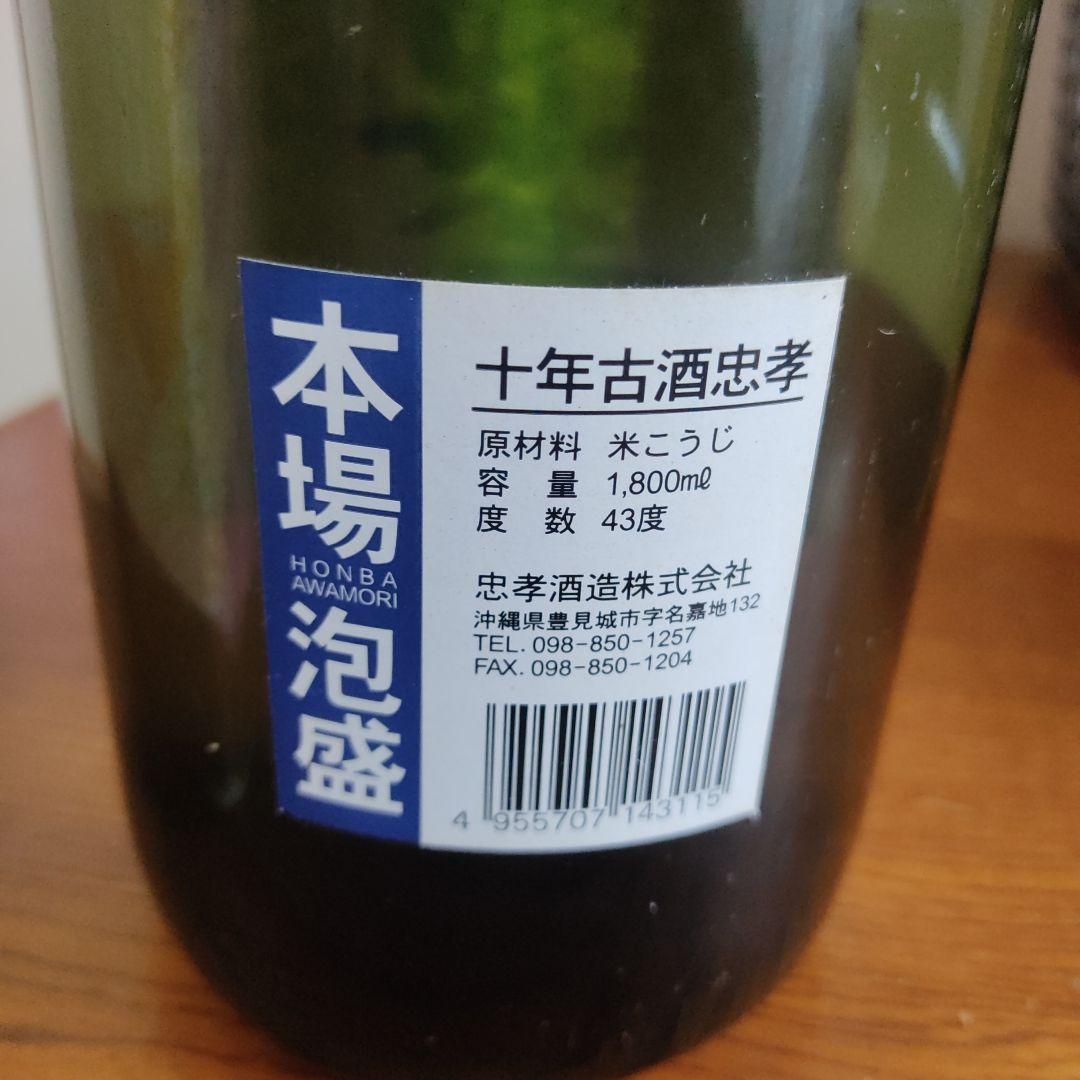 本場
HONBA
AWAMORI
泡盛
十年古酒忠孝
原材料 米こうじ
容量 1,800㎖
度数 43度
忠孝酒造株式会社
沖縄県豊見城市字名嘉地132
TEL. 098-850-1257
FAX. 098-850-1204
4 955707 143115